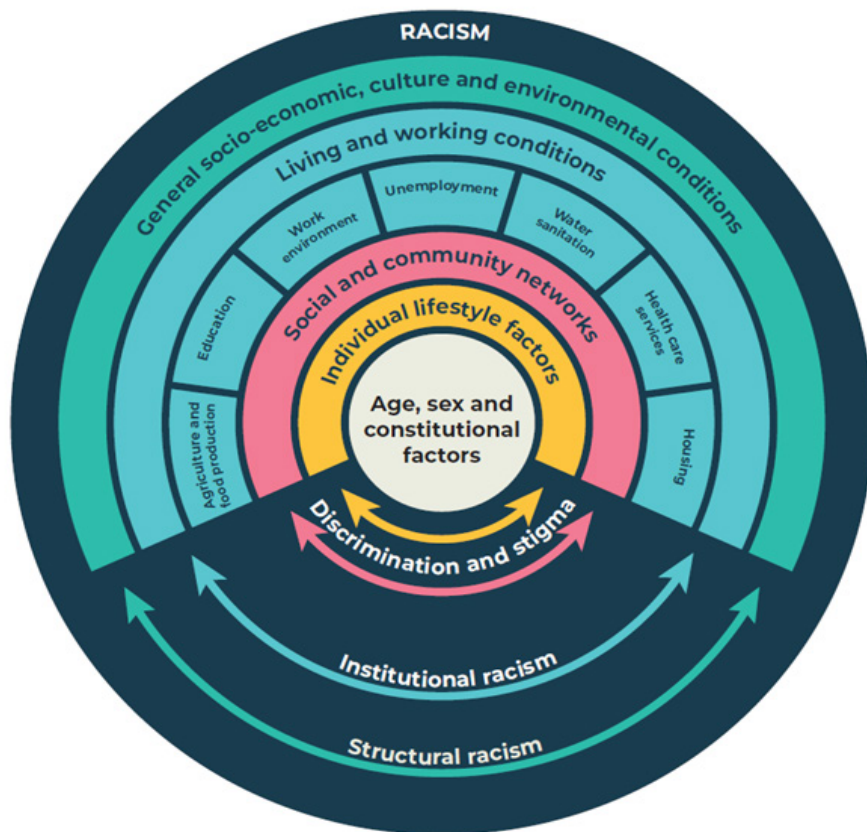 RACISM
General socio-economic, culture and environmental conditions
Living and working conditions
Agriculture and
food production
Education
Work
environment
Unemployment
Water
sanitation
Health care
services
Housing
Social and community networks
Individual lifestyle factors
Age, sex and
constitutional
factors
Discrimination and stigma
Institutional racism
Structural racism